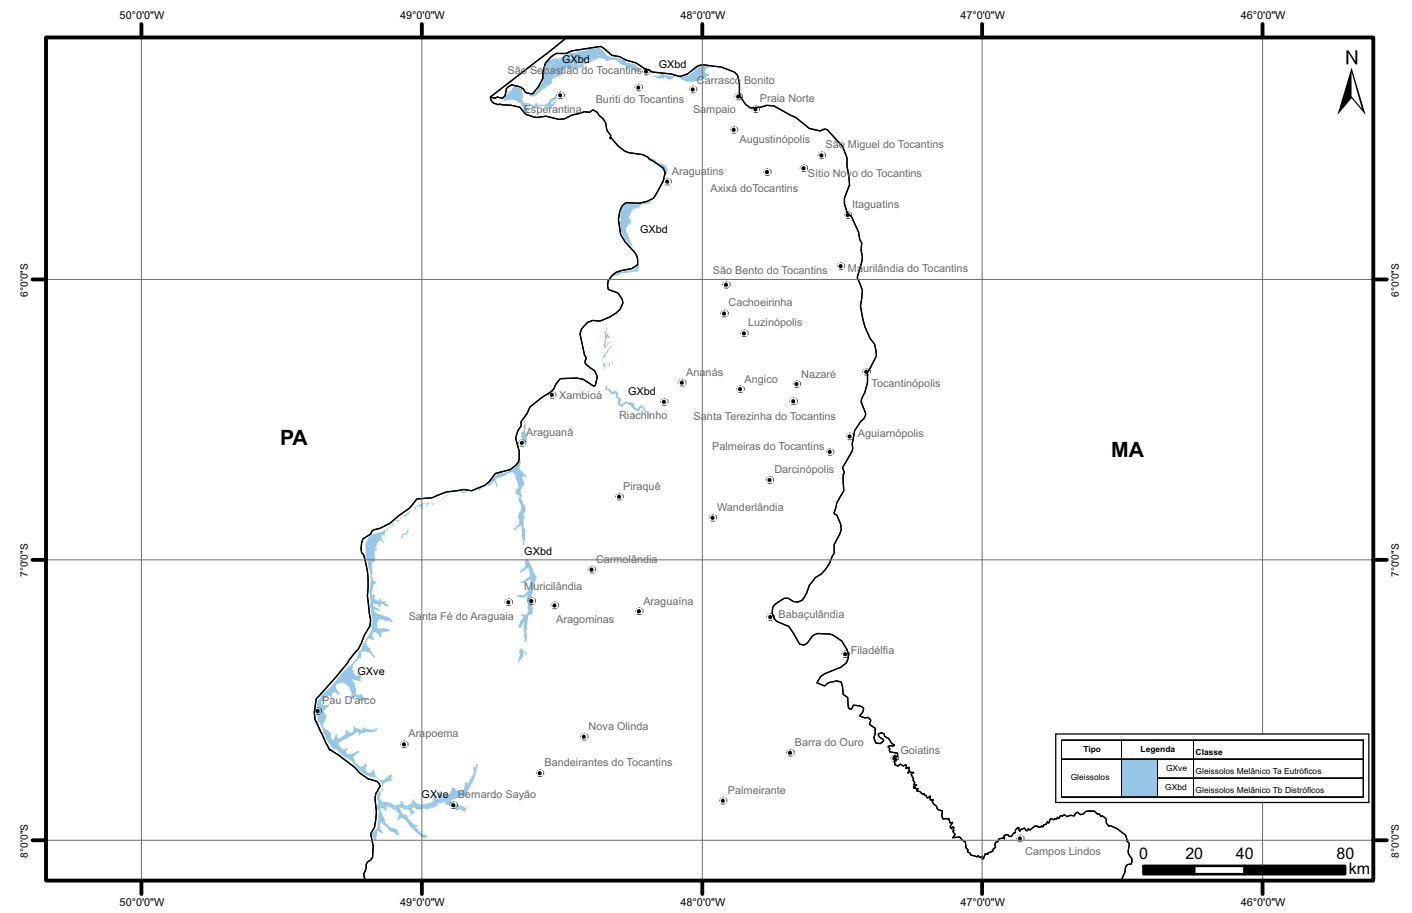 50°0'0"W
49°0'0"W
48°0'0"W
47°0'0"W
46°0'0"W
N
GXbd
GXbd
São Sebastião do Tocantins
Carrasco Bonito
Buriti do Tocantins
Praia Norte
Esperantina
Sampaio
Augustinópolis
São Miguel do Tocantins
Araguatins
Sítio Novo do Tocantins
Axixá doTocantins
Itaguatins
GXbd
6°0'0"S
São Bento do Tocantins
Maurilândia do Tocantins
6°0'0"S
Cachoeirinha
Luzinópolis
Ananás
Angico
Nazaré
Tocantinópolis
GXbd
Xambioá
Riachinho
Santa Terezinha do Tocantins
Araguanã
Aguiarnópolis
PA
Palmeiras do Tocantins
MA
Darcinópolis
Piraquê
Wanderlândia
7°0'0"S
GXbd
Carmolândia
7°0'0"S
Muricilândia
Araguaína
Santa Fé do Araguaia
Aragominas
Babaçulândia
Filadélfia
GXve
Pau D'arco
Arapoema
Nova Olinda
Barra do Ouro
Goiatins
Bandeirantes do Tocantins
GXve
Bernardo Sayão
Palmeirante
Tipo Legenda Classe
Gleissolos
GXve Gleissolos Melânico Ta Eutróficos
GXbd Gleissolos Melânico Tb Distróficos
8°0'0"S
Campos Lindos
8°0'0"S
0 20 40 80
km
50°0'0"W
49°0'0"W
48°0'0"W
47°0'0"W
46°0'0"W